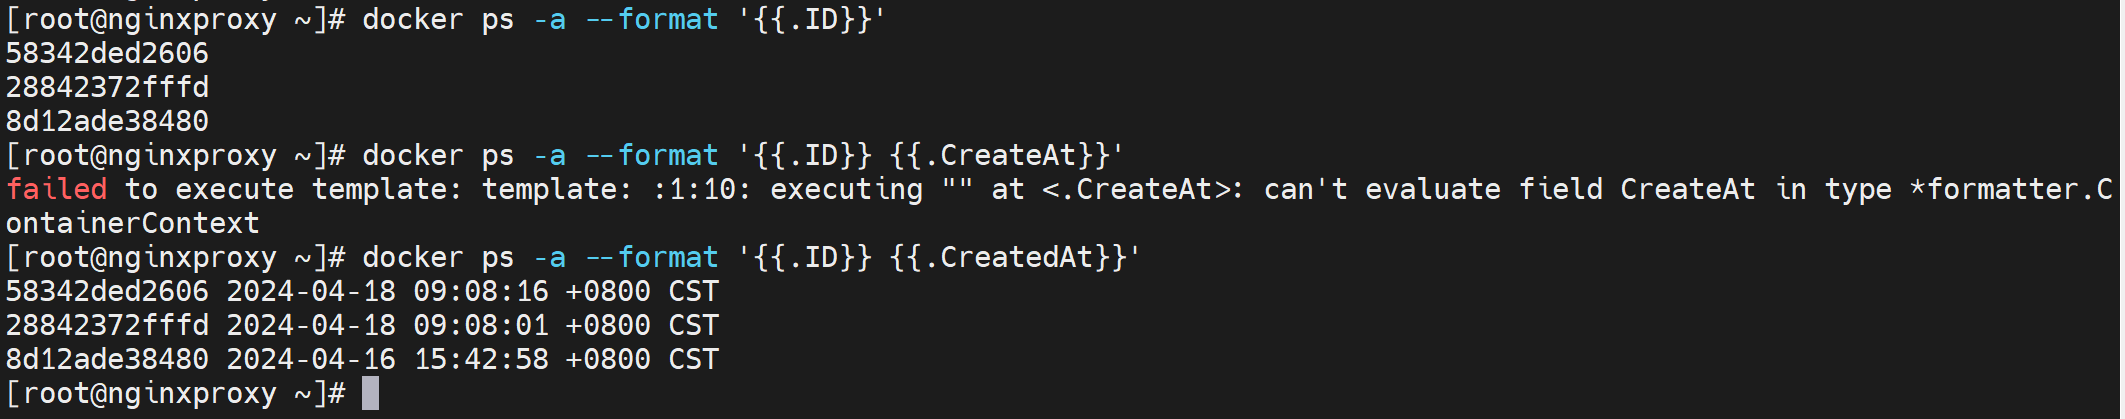 [root@nginxproxy ~]# docker ps -a --format '{{.ID}}'
58342ded2606
28842372fffd
8d12ade38480
[root@nginxproxy ~]# docker ps -a --format '{{.ID}} {{.CreateAt}}'
failed to execute template: template: :1:10: executing "" at <.CreateAt>: can't evaluate field CreateAt in type *formatter.C
ontainerContext
[root@nginxproxy ~]# docker ps -a --format '{{.ID}} {{.CreatedAt}}'
58342ded2606 2024-04-18 09:08:16 +0800 CST
28842372fffd 2024-04-18 09:08:01 +0800 CST
8d12ade38480 2024-04-16 15:42:58 +0800 CST
[root@nginxproxy ~]#